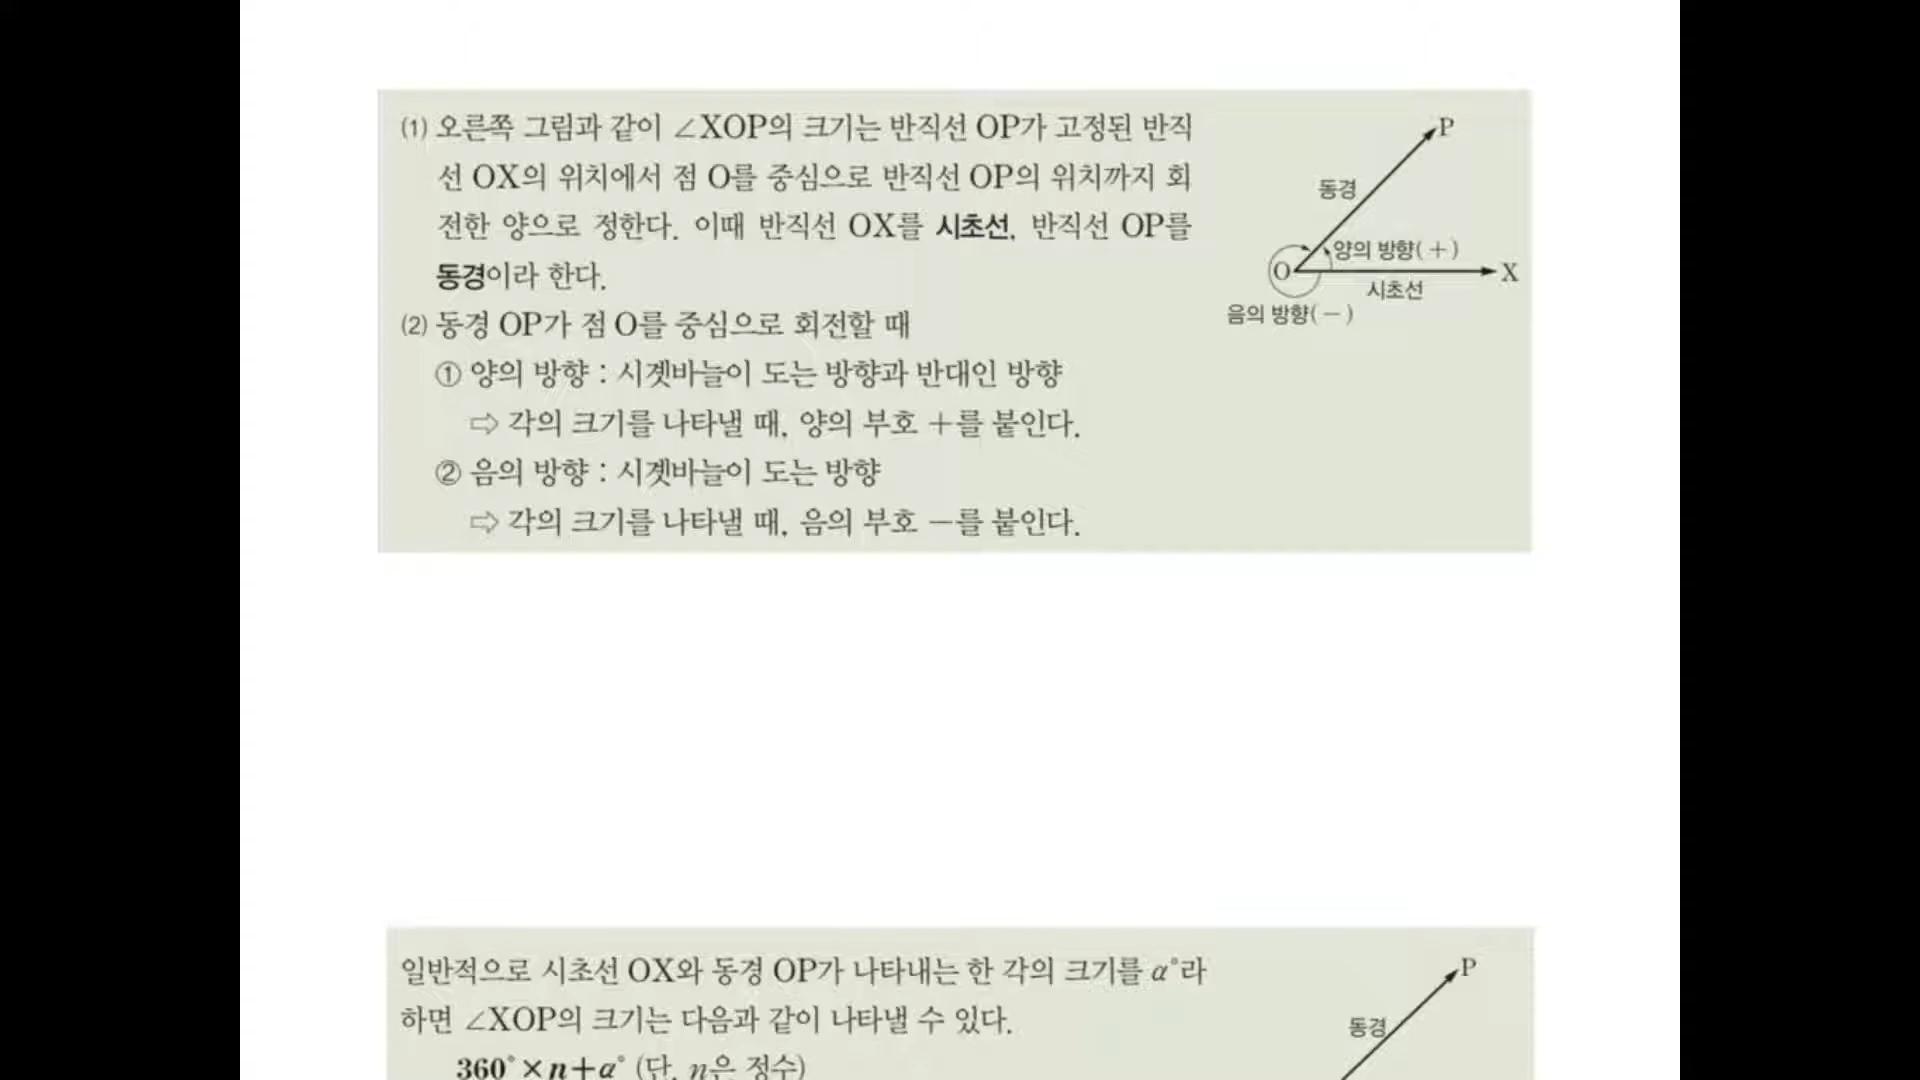 (1) 오른쪽 그림과 같이 ∠XOP의 크기는 반직선 OP가 고정된 반직
선 OX의 위치에서 점 O를 중심으로 반직선 OP의 위치까지 회
전한 양으로 정한다. 이때 반직선 OX를 시초선, 반직선 OP를
동경이라 한다.
P
동경
양의 방향(+)
O
X
시초선
음의 방향(-)
(2) 동경 OP가 점 O를 중심으로 회전할 때
① 양의 방향 : 시곗바늘이 도는 방향과 반대인 방향
⇨ 각의 크기를 나타낼 때, 양의 부호 +를 붙인다.
② 음의 방향 : 시곗바늘이 도는 방향
⇨ 각의 크기를 나타낼 때, 음의 부호 -를 붙인다.
일반적으로 시초선 OX와 동경 OP가 나타내는 한 각의 크기를 α°라
하면 ∠XOP의 크기는 다음과 같이 나타낼 수 있다.
360°×n+α° (단, n은 정수)
P
동경